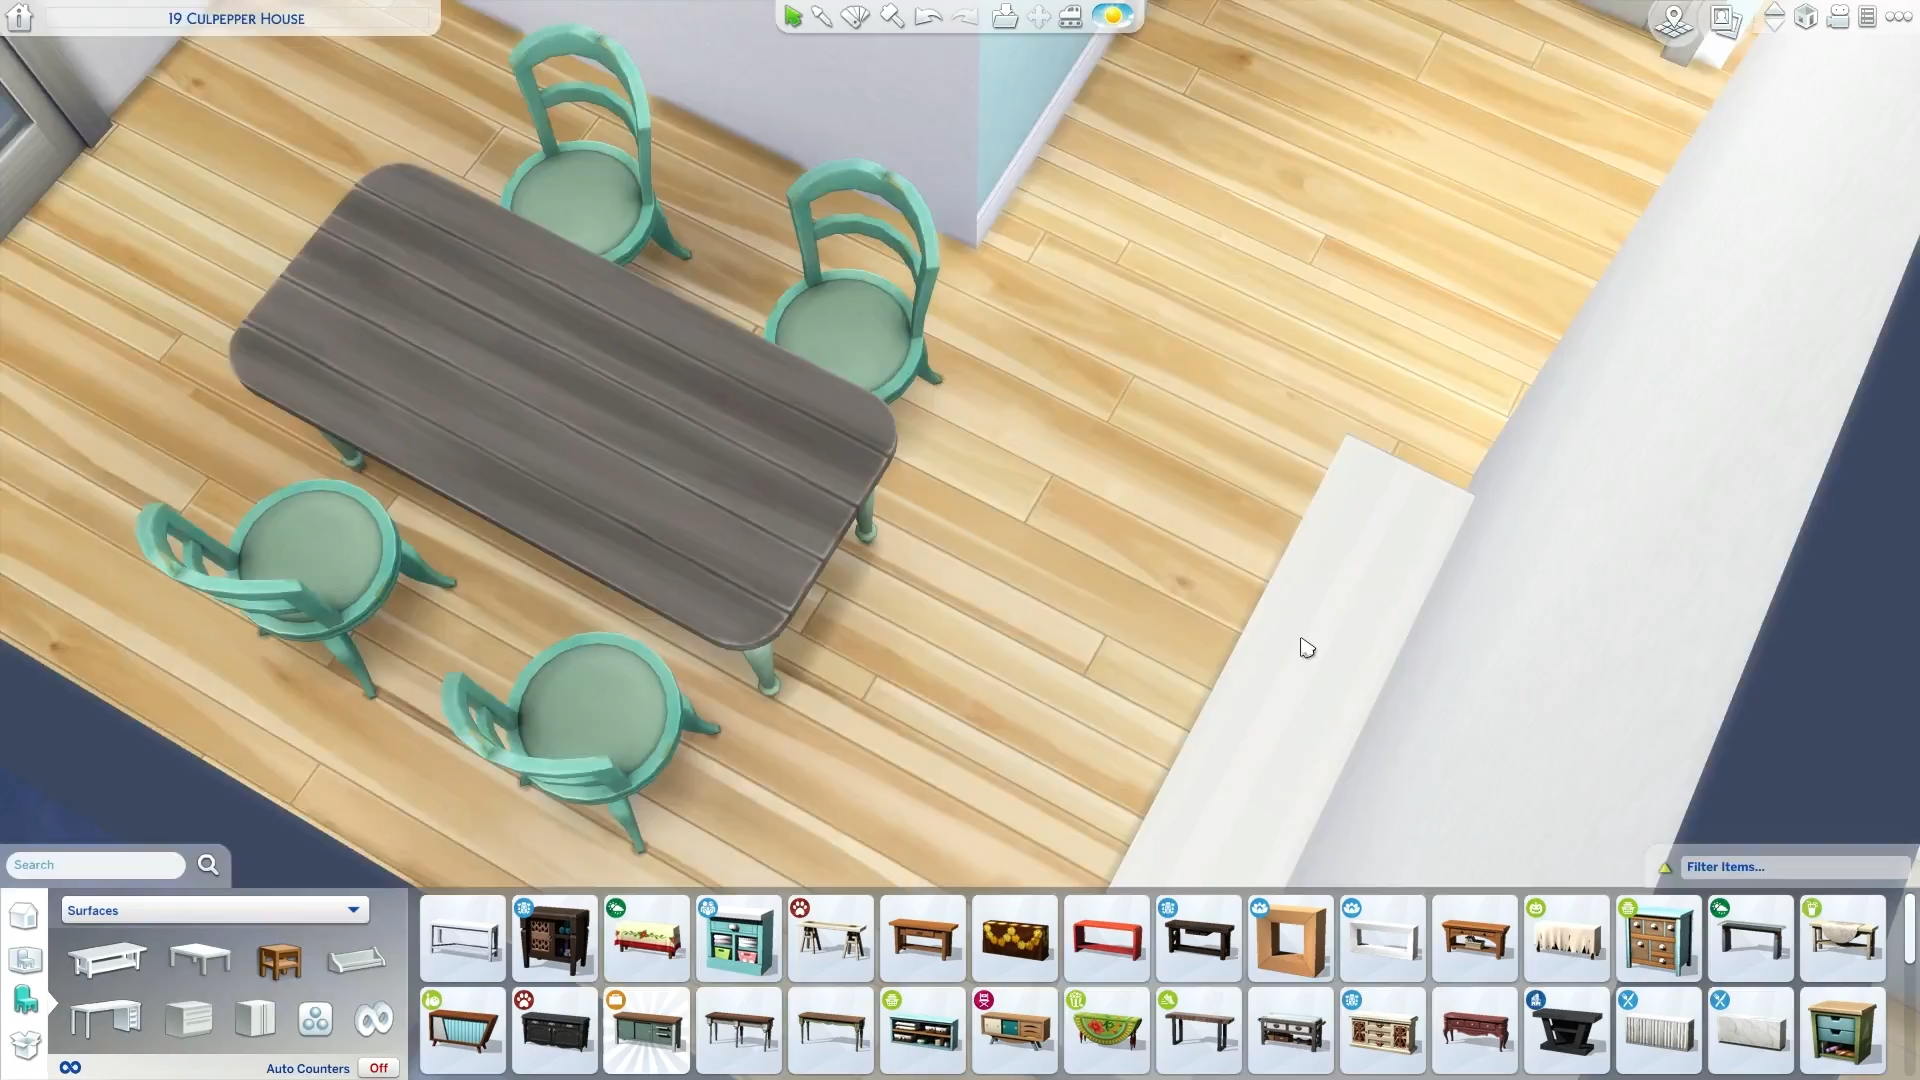 19 Culpepper House
Search
Filter Items...
Surfaces
Auto Counters Off